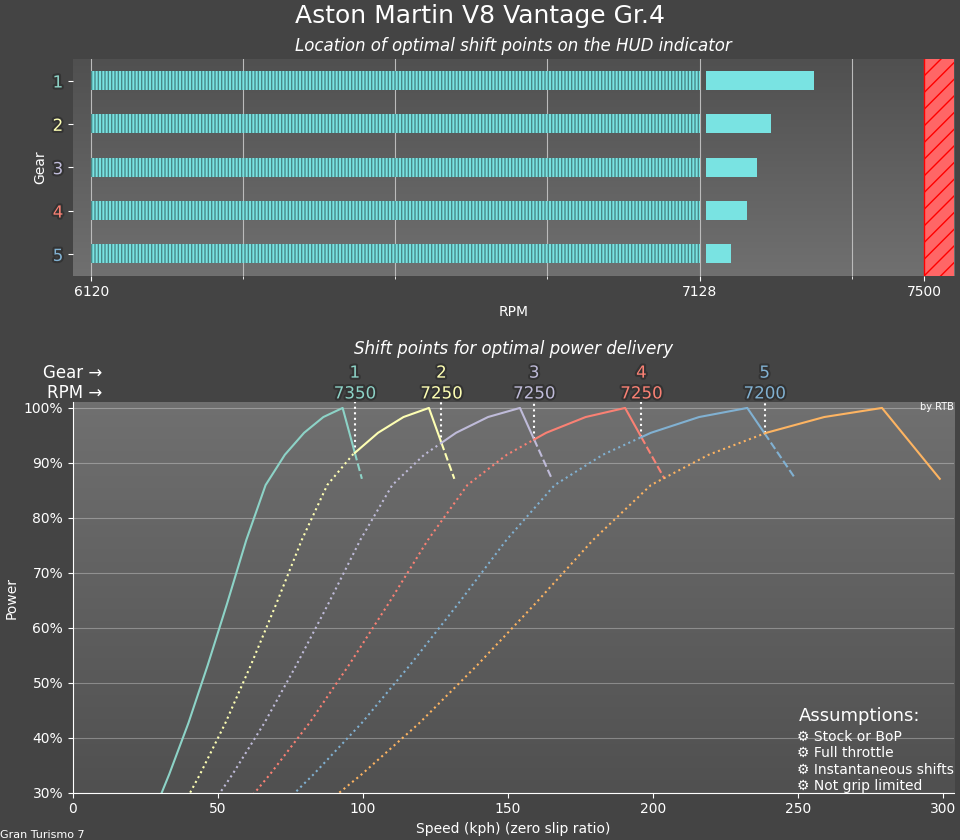 Aston Martin V8 Vantage Gr.4
Location of optimal shift points on the HUD indicator
Gear
1
2
3
4
5
6120 7128 7500
RPM
Shift points for optimal power delivery
Gear → 1 2 3 4 5
RPM → 7350 7250 7250 7250 7200
by RTB
Power
100%
90%
80%
70%
60%
50%
40%
30%
Assumptions:
⚙ Stock or BoP
⚙ Full throttle
⚙ Instantaneous shifts
⚙ Not grip limited
0 50 100 150 200 250 300
Speed (kph) (zero slip ratio)
Gran Turismo 7